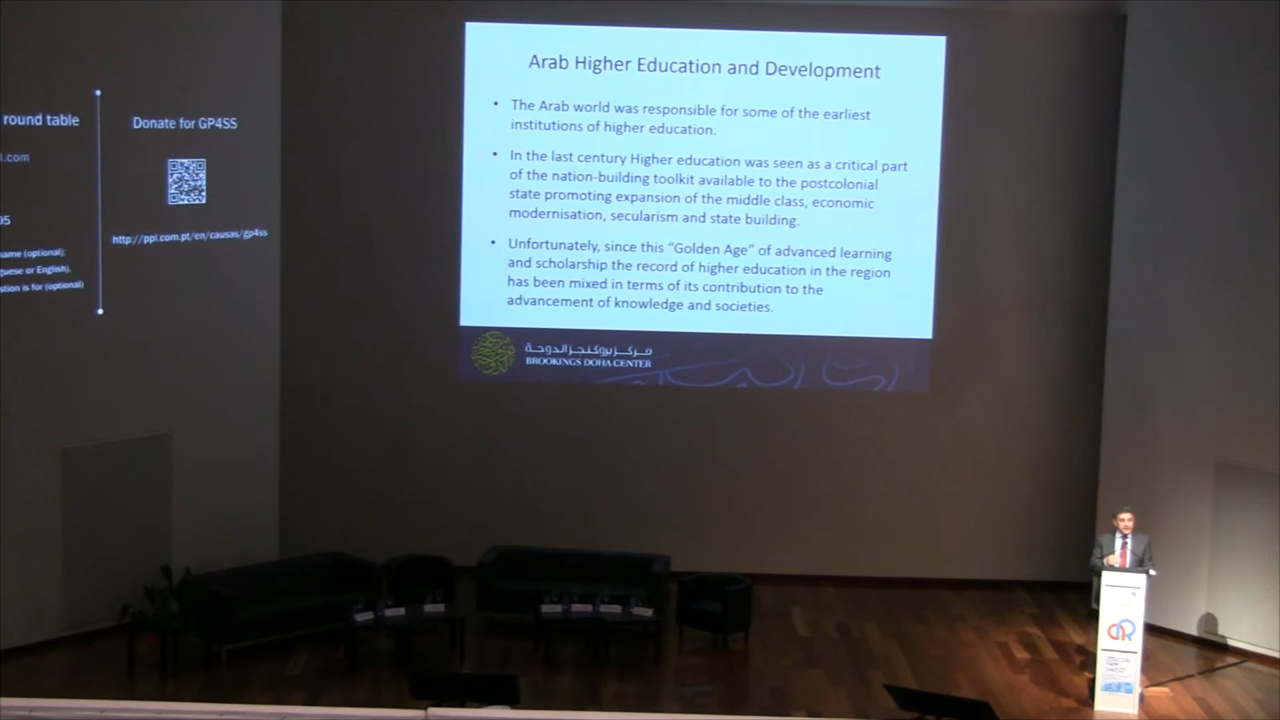 round table
l.com
05
name (optional):
guese or English),
stion is for (optional)
Donate for GP4SS
http://ppl.com.pt/en/causas/gp4ss
Arab Higher Education and Development
• The Arab world was responsible for some of the earliest
institutions of higher education.
• In the last century Higher education was seen as a critical part
of the nation-building toolkit available to the postcolonial
state promoting expansion of the middle class, economic
modernisation, secularism and state building.
• Unfortunately, since this “Golden Age” of advanced learning
and scholarship the record of higher education in the region
has been mixed in terms of its contribution to the
advancement of knowledge and societies.
مركز بروكنجز الدوحة
BROOKINGS DOHA CENTER